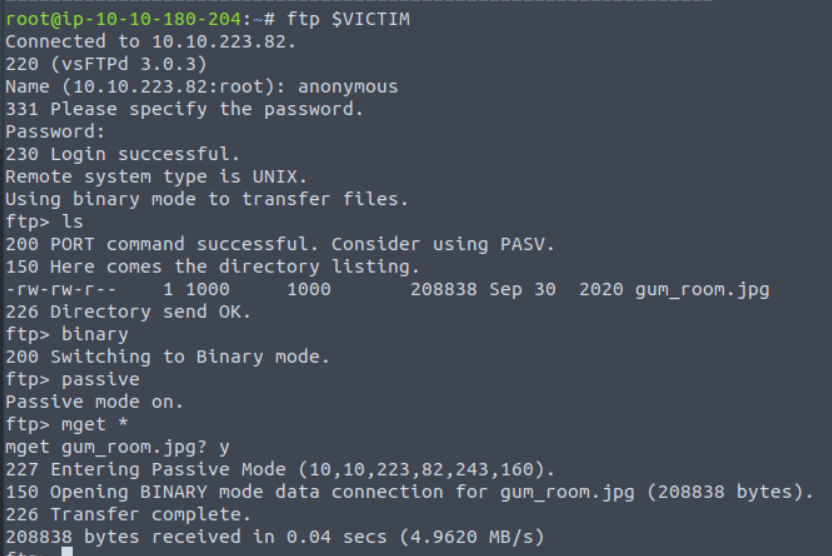 root@ip-10-10-180-204:~# ftp $VICTIM
Connected to 10.10.223.82.
220 (vsFTPd 3.0.3)
Name (10.10.223.82:root): anonymous
331 Please specify the password.
Password:
230 Login successful.
Remote system type is UNIX.
Using binary mode to transfer files.
ftp> ls
200 PORT command successful. Consider using PASV.
150 Here comes the directory listing.
-rw-rw-r--    1 1000     1000       208838 Sep 30  2020 gum_room.jpg
226 Directory send OK.
ftp> binary
200 Switching to Binary mode.
ftp> passive
Passive mode on.
ftp> mget *
mget gum_room.jpg? y
227 Entering Passive Mode (10,10,223,82,243,160).
150 Opening BINARY mode data connection for gum_room.jpg (208838 bytes).
226 Transfer complete.
208838 bytes received in 0.04 secs (4.9620 MB/s)
ftp>